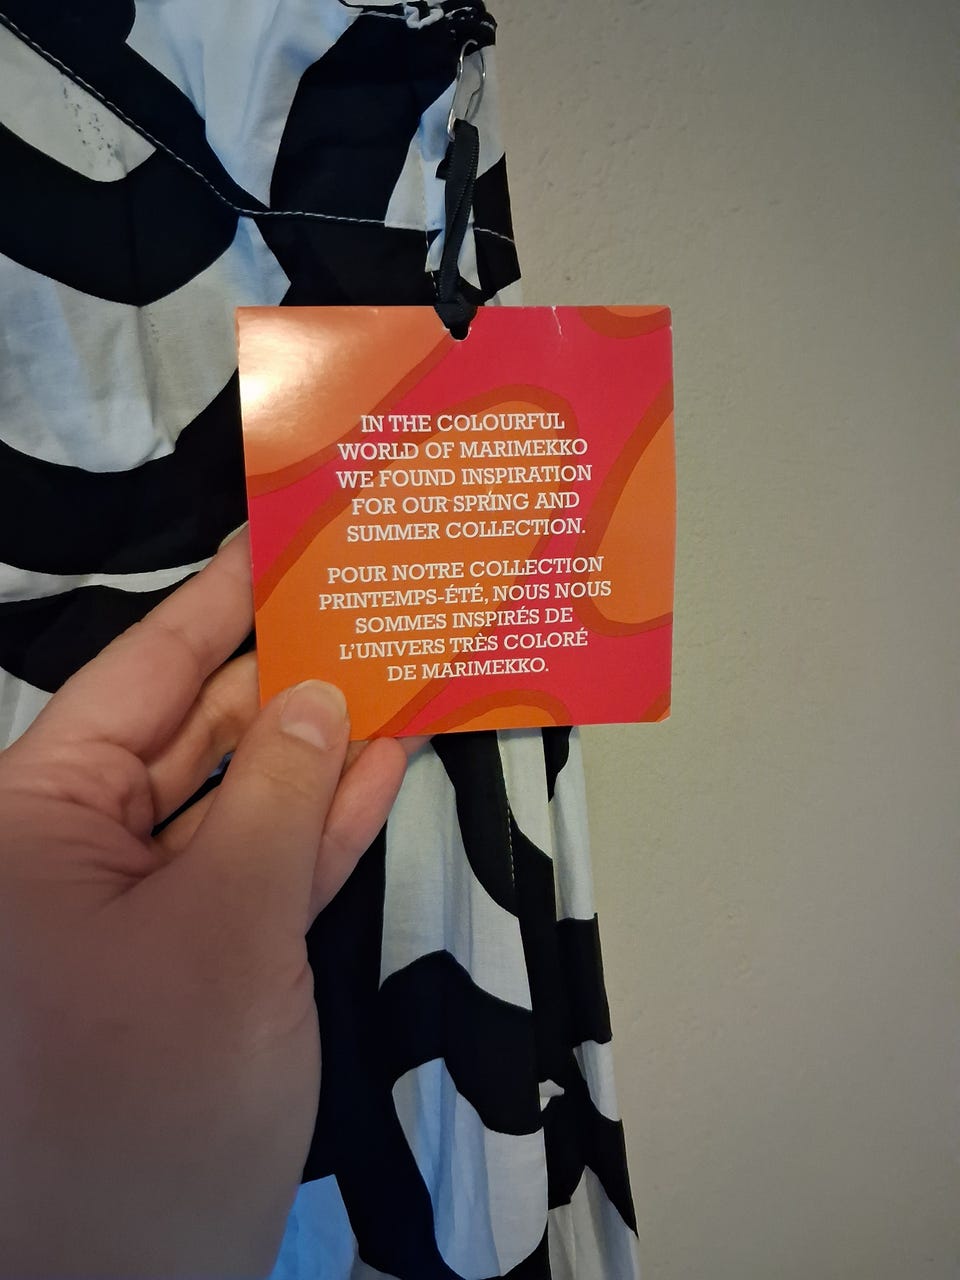 IN THE COLOURFUL
WORLD OF MARIMEKKO
WE FOUND INSPIRATION
FOR OUR SPRING AND
SUMMER COLLECTION.
POUR NOTRE COLLECTION
PRINTEMPS-ÉTÉ, NOUS NOUS
SOMMES INSPIRÉS DE
L'UNIVERS TRÈS COLORÉ
DE MARIMEKKO.